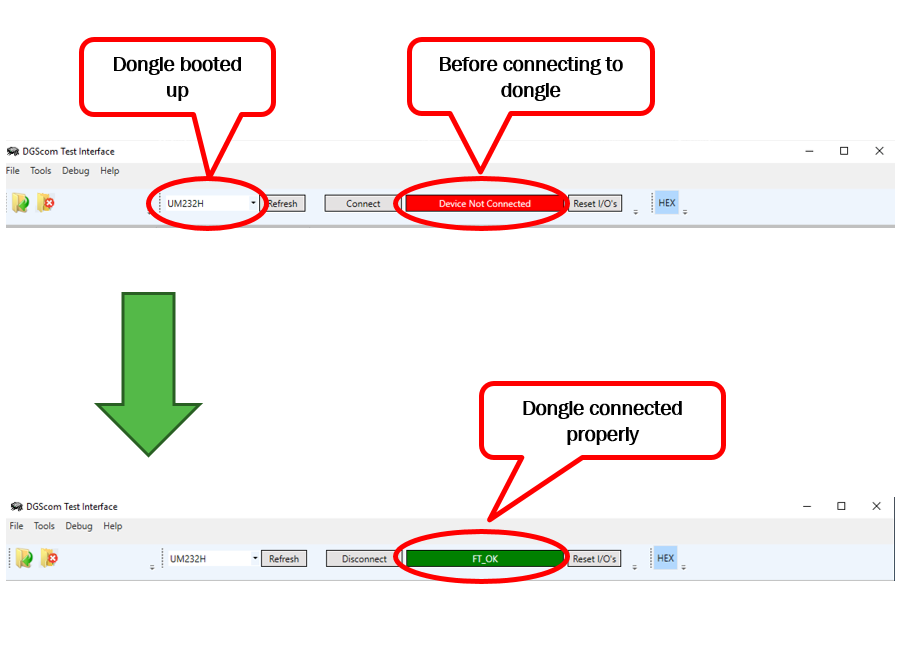 Dongle booted
up
Before connecting to
dongle
DGScom Test Interface
File Tools Debug Help
UM232H Refresh Connect Device Not Connected Reset I/O's HEX
Dongle connected
properly
DGScom Test Interface
File Tools Debug Help
UM232H Refresh Disconnect FT_OK Reset I/O's HEX